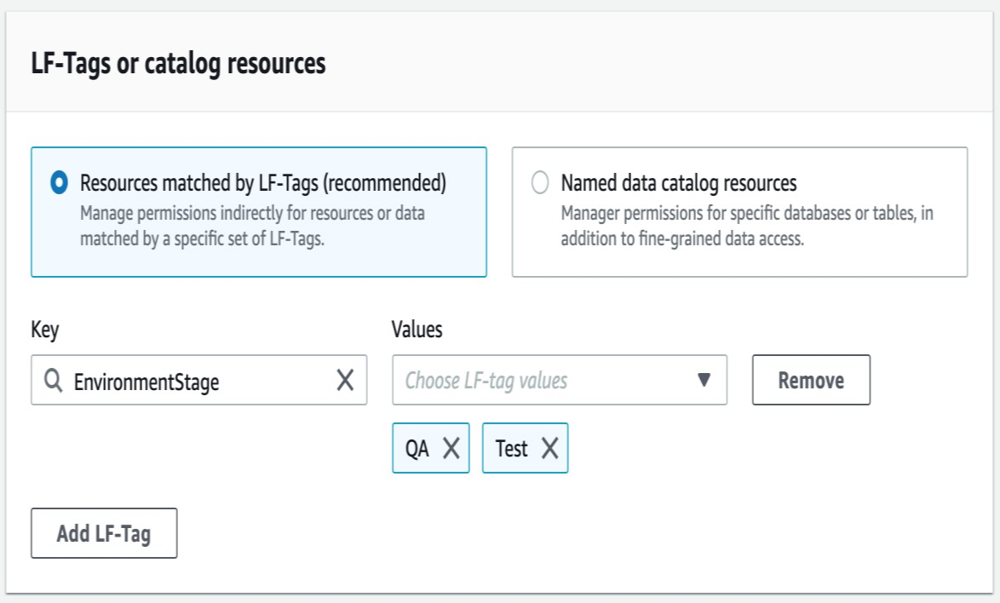 LF-Tags or catalog resources
Resources matched by LF-Tags (recommended)
Manage permissions indirectly for resources or data
matched by a specific set of LF-Tags.
Named data catalog resources
Manager permissions for specific databases or tables, in
addition to fine-grained data access.
Key
Values
EnvironmentStage
Choose LF-tag values
Remove
QA
Test
Add LF-Tag